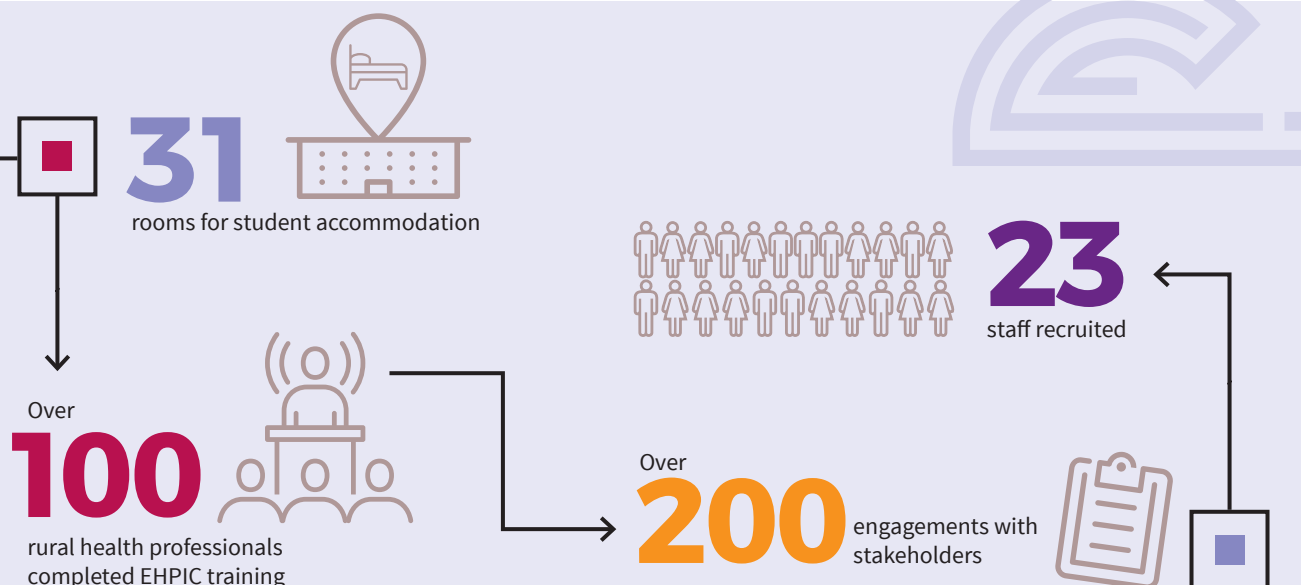 31
rooms for student accommodation
Over
100
rural health professionals
completed EHPIC training
Over
200
engagements with
stakeholders
23
staff recruited